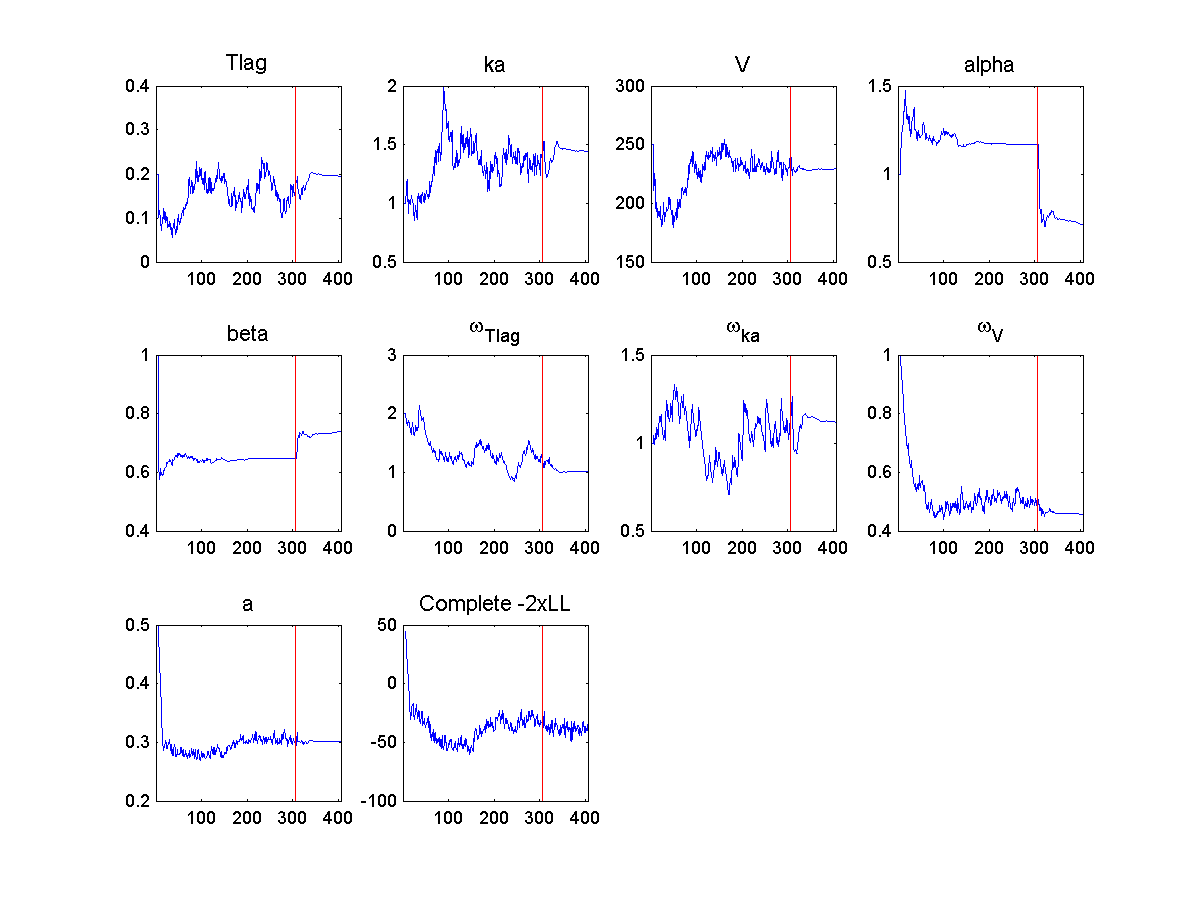 Tlag ka V alpha
0.4 2 300 1.5
0.3 1.5 250
0.2 1 200 1
0.1
0 0.5 150 0.5
100 200 300 400 100 200 300 400 100 200 300 400 100 200 300 400
beta ωTlag ωka ωV
1 3 1.5 1
0.8 2 0.8
1
0.6 1 0.6
0.4 0 0.5 0.4
100 200 300 400 100 200 300 400 100 200 300 400 100 200 300 400
a Complete -2xLL
0.5 50
0.4 0
0.3 -50
0.2 -100
100 200 300 400 100 200 300 400